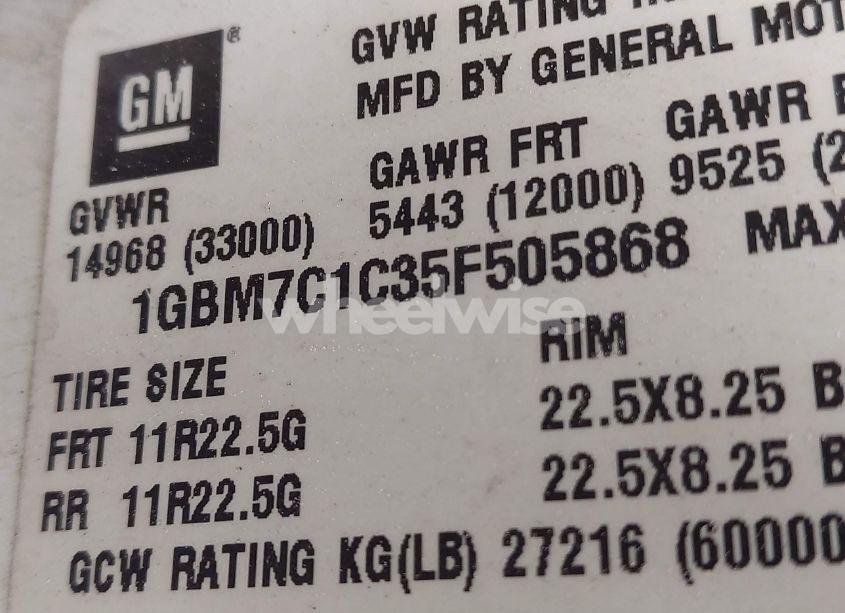 GM®
GVW RATING
MFD BY GENERAL MOT
GAWR FRT GAWR
GVWR 5443 (12000) 9525 (2
14968 (33000)
1GBM7C1C35F505868 MAX
wheelwise
TIRE SIZE RIM
FRT 11R22.5G 22.5X8.25 B
RR 11R22.5G 22.5X8.25 B
GCW RATING KG(LB) 27216 (60000